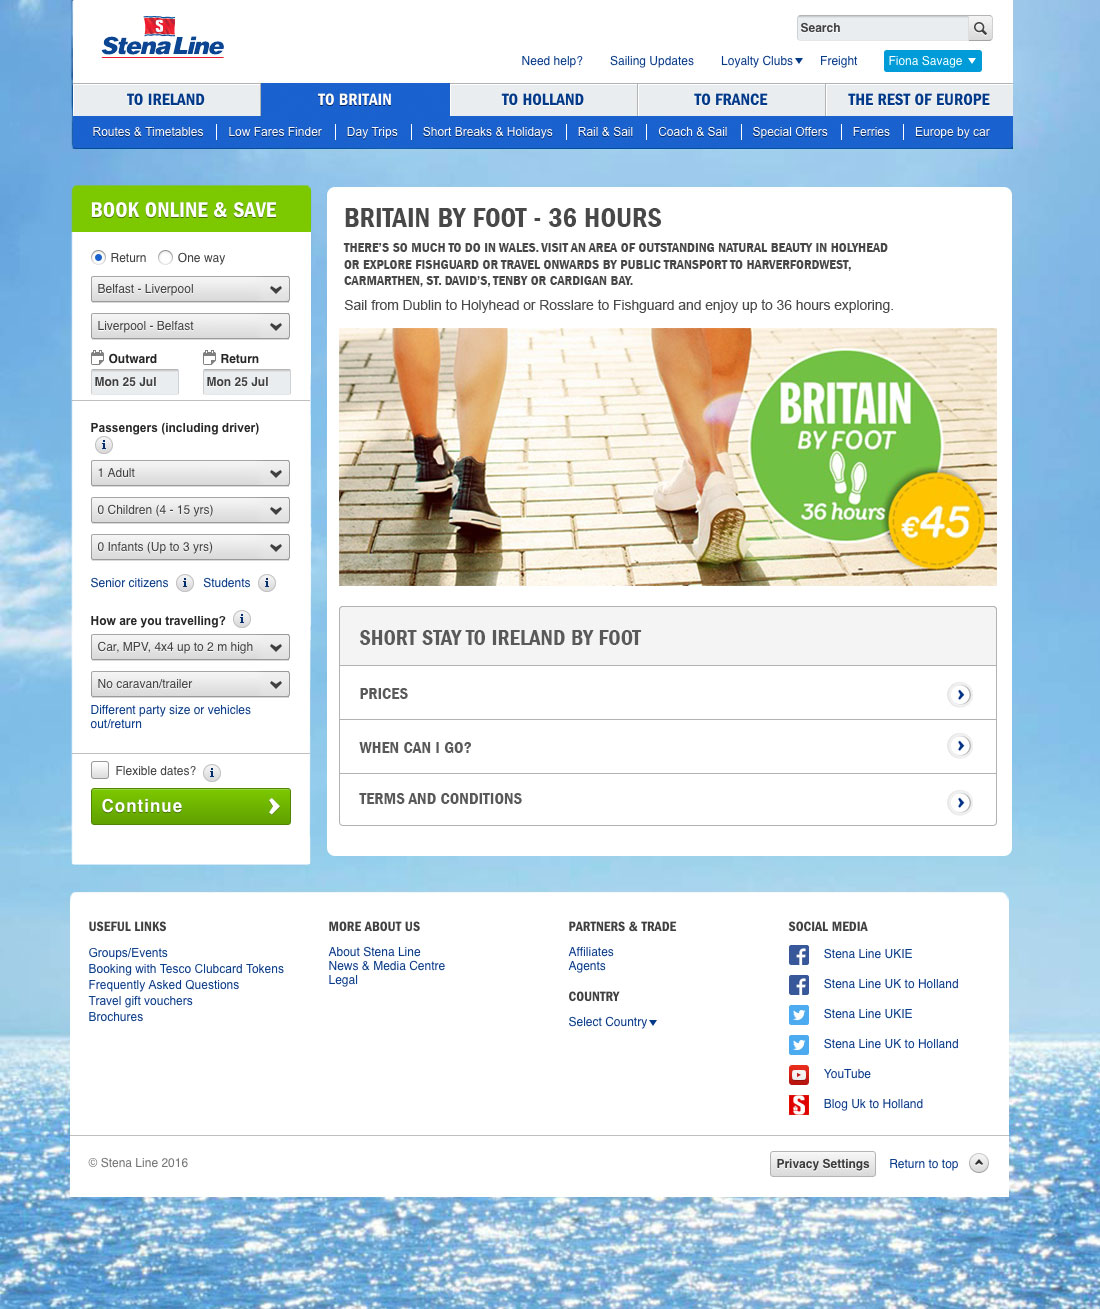 S
Stena Line
Search
Need help?
Sailing Updates
Loyalty Clubs
Freight
Fiona Savage
TO IRELAND
TO BRITAIN
TO HOLLAND
TO FRANCE
THE REST OF EUROPE
Routes & Timetables
Low Fares Finder
Day Trips
Short Breaks & Holidays
Rail & Sail
Coach & Sail
Special Offers
Ferries
Europe by car
BOOK ONLINE & SAVE
Return
One way
Belfast - Liverpool
Liverpool - Belfast
Outward
Return
Mon 25 Jul
Mon 25 Jul
Passengers (including driver)
i
1 Adult
0 Children (4 - 15 yrs)
0 Infants (Up to 3 yrs)
Senior citizens i
Students i
How are you travelling? i
Car, MPV, 4x4 up to 2 m high
No caravan/trailer
Different party size or vehicles
out/return
Flexible dates? i
Continue
BRITAIN BY FOOT - 36 HOURS
THERE'S SO MUCH TO DO IN WALES. VISIT AN AREA OF OUTSTANDING NATURAL BEAUTY IN HOLYHEAD
OR EXPLORE FISHGUARD OR TRAVEL ONWARDS BY PUBLIC TRANSPORT TO HARVERFORDWEST,
CARMARTHEN, ST. DAVID'S, TENBY OR CARDIGAN BAY.
Sail from Dublin to Holyhead or Rosslare to Fishguard and enjoy up to 36 hours exploring.
BRITAIN
BY FOOT
36 hours
€45
SHORT STAY TO IRELAND BY FOOT
PRICES
WHEN CAN I GO?
TERMS AND CONDITIONS
USEFUL LINKS
Groups/Events
Booking with Tesco Clubcard Tokens
Frequently Asked Questions
Travel gift vouchers
Brochures
MORE ABOUT US
About Stena Line
News & Media Centre
Legal
PARTNERS & TRADE
Affiliates
Agents
COUNTRY
Select Country
SOCIAL MEDIA
Stena Line UKIE
Stena Line UK to Holland
Stena Line UKIE
Stena Line UK to Holland
YouTube
S Blog Uk to Holland
© Stena Line 2016
Privacy Settings
Return to top